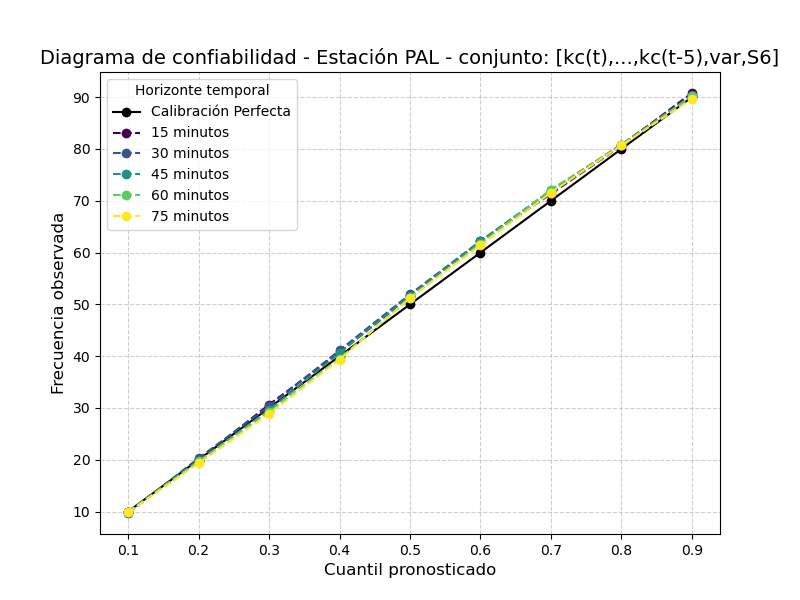 Diagrama de confiabilidad - Estación PAL - conjunto: [kc(t),...,kc(t-5),var,S6]
Horizonte temporal
Calibración Perfecta
15 minutos
30 minutos
45 minutos
60 minutos
75 minutos
Frecuencia observada
90
80
70
60
50
40
30
20
10
0.1 0.2 0.3 0.4 0.5 0.6 0.7 0.8 0.9
Cuantil pronosticado